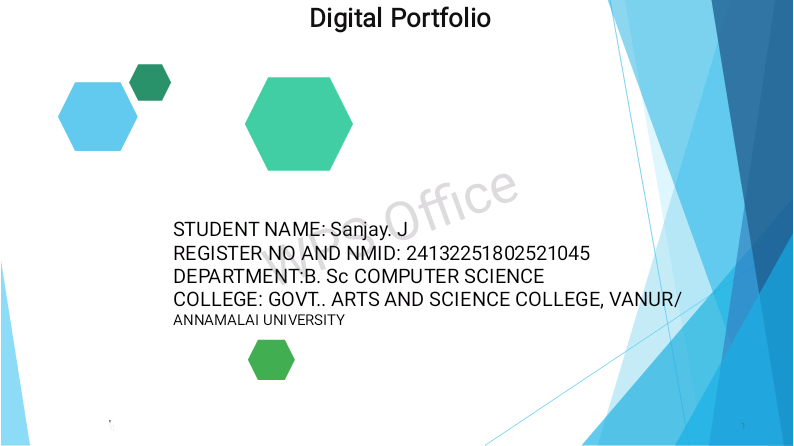 Digital Portfolio
WPS Office
STUDENT NAME: Sanjay. J
REGISTER NO AND NMID: 24132251802521045
DEPARTMENT:B. Sc COMPUTER SCIENCE
COLLEGE: GOVT.. ARTS AND SCIENCE COLLEGE, VANUR/
ANNAMALAI UNIVERSITY
1